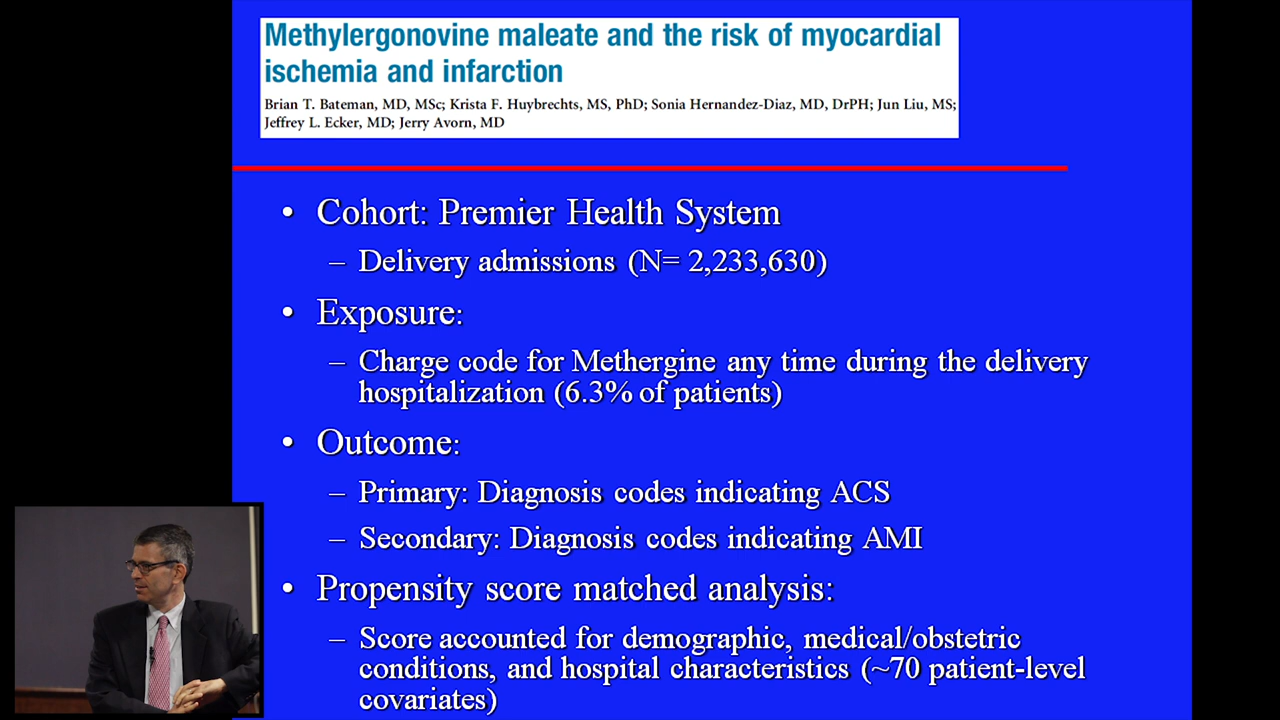 Methylergonovine maleate and the risk of myocardial
ischemia and infarction
Brian T. Bateman, MD, MSc; Krista F. Huybrechts, MS, PhD; Sonia Hernandez-Diaz, MD, DrPH; Jun Liu, MS;
Jeffrey L. Ecker, MD; Jerry Avorn, MD
• Cohort: Premier Health System
– Delivery admissions (N= 2,233,630)
• Exposure:
– Charge code for Methergine any time during the delivery
hospitalization (6.3% of patients)
• Outcome:
– Primary: Diagnosis codes indicating ACS
– Secondary: Diagnosis codes indicating AMI
• Propensity score matched analysis:
– Score accounted for demographic, medical/obstetric
conditions, and hospital characteristics (~70 patient-level
covariates)